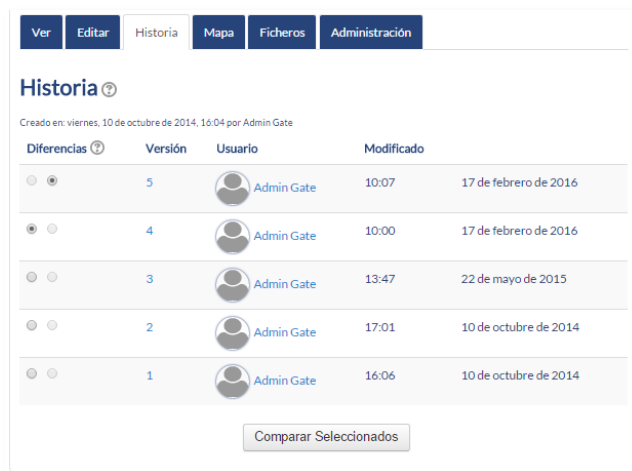 Ver Editar Historia Mapa Ficheros Administración
Historia
Creado en: viernes, 10 de octubre de 2014, 16:04 por Admin Gate
Diferencias Versión Usuario Modificado
5 Admin Gate 10:07 17 de febrero de 2016
4 Admin Gate 10:00 17 de febrero de 2016
3 Admin Gate 13:47 22 de mayo de 2015
2 Admin Gate 17:01 10 de octubre de 2014
1 Admin Gate 16:06 10 de octubre de 2014
Comparar Seleccionados